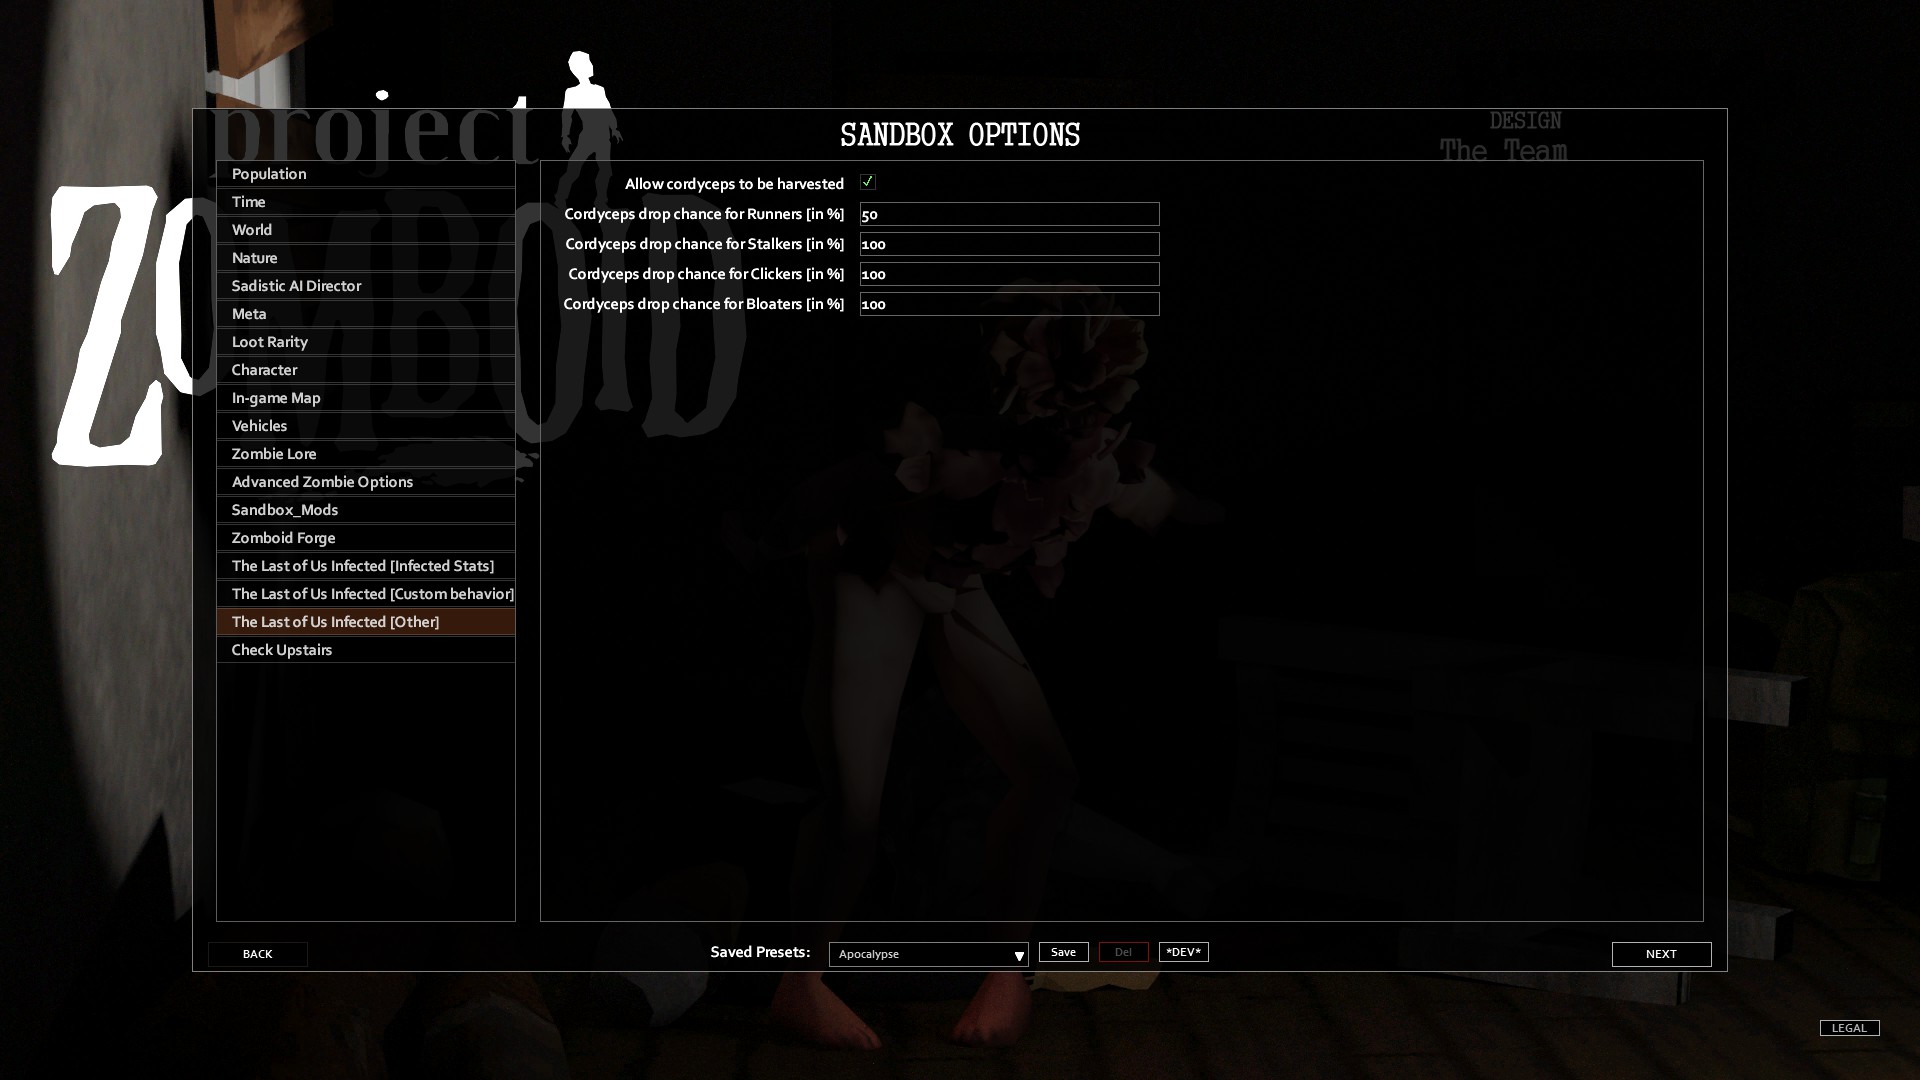 project
ZOMBOID
SANDBOX OPTIONS
DESIGN
The Team
Population
Time
World
Nature
Sadistic AI Director
Meta
Loot Rarity
Character
In-game Map
Vehicles
Zombie Lore
Advanced Zombie Options
Sandbox_Mods
Zomboid Forge
The Last of Us Infected [Infected Stats]
The Last of Us Infected [Custom behavior]
The Last of Us Infected [Other]
Check Upstairs
Allow cordyceps to be harvested
Cordyceps drop chance for Runners [in %] 50
Cordyceps drop chance for Stalkers [in %] 100
Cordyceps drop chance for Clickers [in %] 100
Cordyceps drop chance for Bloaters [in %] 100
BACK
Saved Presets: Apocalypse Save Del *DEV*
NEXT
LEGAL